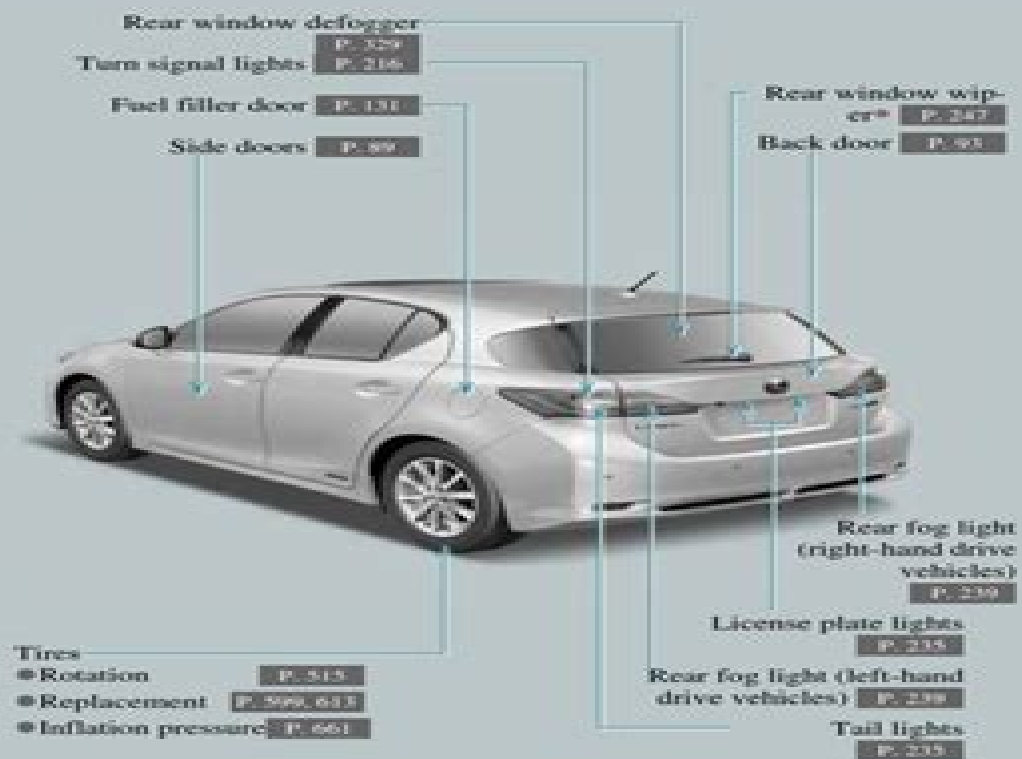 Rear window defogger
P. 329
Turn signal lights P. 216
Fuel filler door P. 131
Side doors P. 89
Rear window wip-
er* P. 247
Back door P. 93
Rear fog light
(right-hand drive
vehicles)
P. 239
License plate lights
P. 235
Rear fog light (left-hand
drive vehicles) P. 239
Tail lights
P. 235
Tires
●Rotation P. 515
●Replacement P. 599, 613
●Inflation pressure P. 661